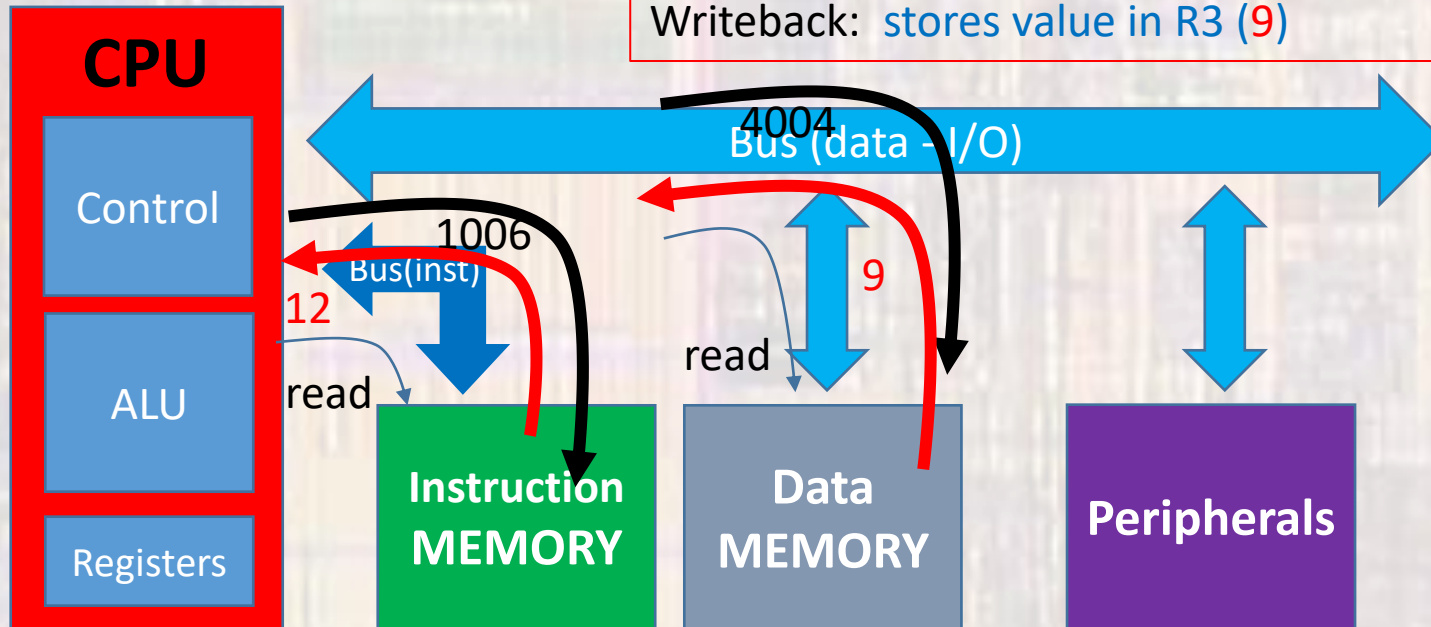 Writeback: stores value in R3 (9)
CPU
4004
Bus (data - I/O)
Control
1006
Bus(inst)
12
9
read
read
ALU
Registers
Instruction
MEMORY
Data
MEMORY
Peripherals